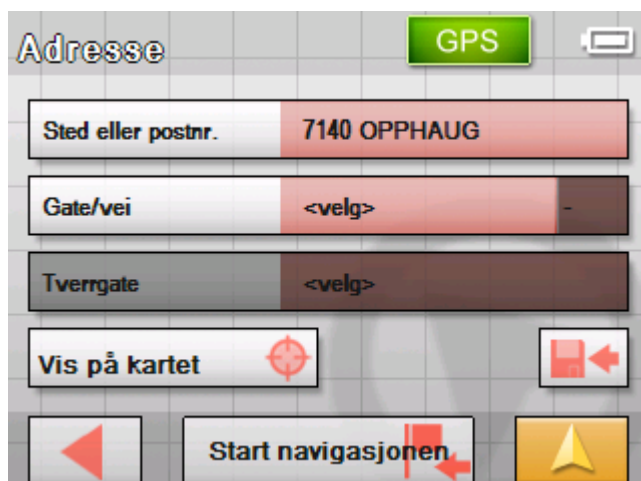 Adresse
GPS
Sted eller postnr.
7140 OPPHAUG
Gate/vei
<velg>
-
Tverrgate
<velg>
Vis på kartet
Start navigasjonen